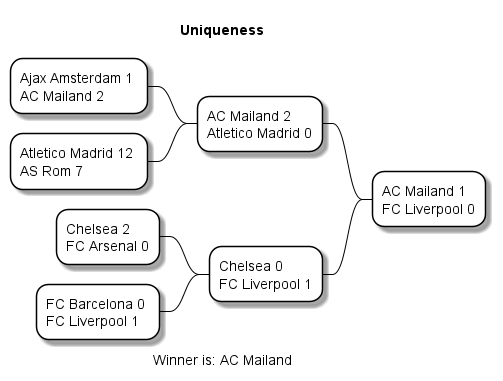 Uniqueness
Ajax Amsterdam 1
AC Mailand 2
Atletico Madrid 12
AS Rom 7
Chelsea 2
FC Arsenal 0
FC Barcelona 0
FC Liverpool 1
AC Mailand 2
Atletico Madrid 0
Chelsea 0
FC Liverpool 1
AC Mailand 1
FC Liverpool 0
Winner is: AC Mailand